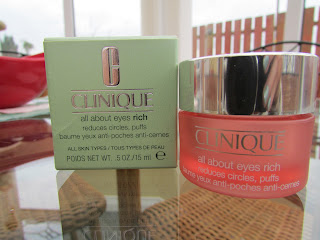 CLINIQUE
all about eyes rich
reduces circles, puffs
baume yeux anti-poches anti-cernes
ALL SKIN TYPES / TOUS TYPES DE PEAU
POIDS NET WT. .5 OZ/15 ml e
CLINIQUE
all about eyes rich
reduces circles, puffs
baume yeux anti-poches anti-cernes